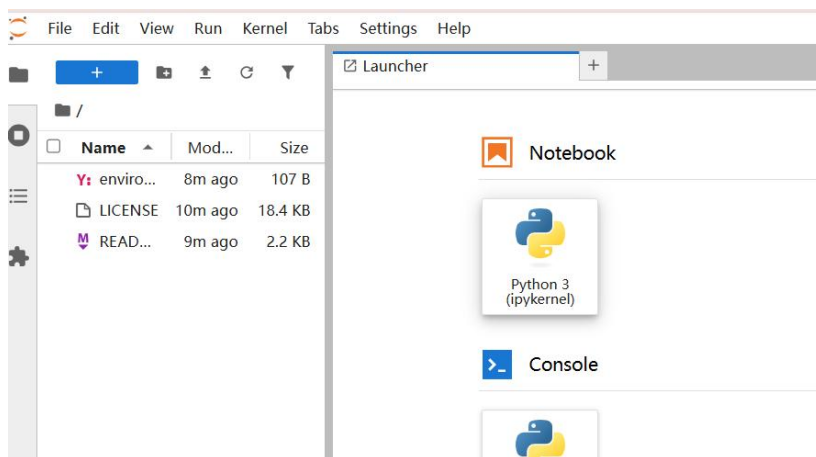 File Edit View Run Kernel Tabs Settings Help
Launcher
/
Name Mod... Size
enviro... 8m ago 107 B
LICENSE 10m ago 18.4 KB
READ... 9m ago 2.2 KB
Notebook
Python 3
(ipykernel)
Console